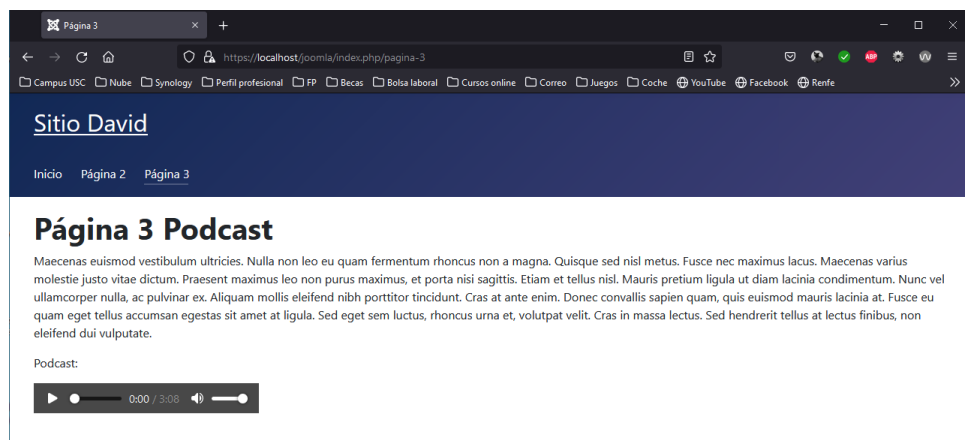 Página 3
https://localhost/joomla/index.php/pagina-3
Campus USC Nube Synology Perfil profesional FP Becas Bolsa laboral Cursos online Correo Juegos Coche YouTube Facebook Renfe
Sitio David
Inicio Página 2 Página 3
Página 3 Podcast
Maecenas euismod vestibulum ultricies. Nulla non leo eu quam fermentum rhoncus non a magna. Quisque sed nisl metus. Fusce nec maximus lacus. Maecenas varius
molestie justo vitae dictum. Praesent maximus leo non purus maximus, et porta nisi sagittis. Etiam et tellus nisl. Mauris pretium ligula ut diam lacinia condimentum. Nunc vel
ullamcorper nulla, ac pulvinar ex. Aliquam mollis eleifend nibh porttitor tincidunt. Cras at ante enim. Donec convallis sapien quam, quis euismod mauris lacinia at. Fusce eu
quam eget tellus accumsan egestas sit amet at ligula. Sed eget sem luctus, rhoncus urna et, volutpat velit. Cras in massa lectus. Sed hendrerit tellus at lectus finibus, non
eleifend dui vulputate.
Podcast:
0:00 / 3:08
ABP